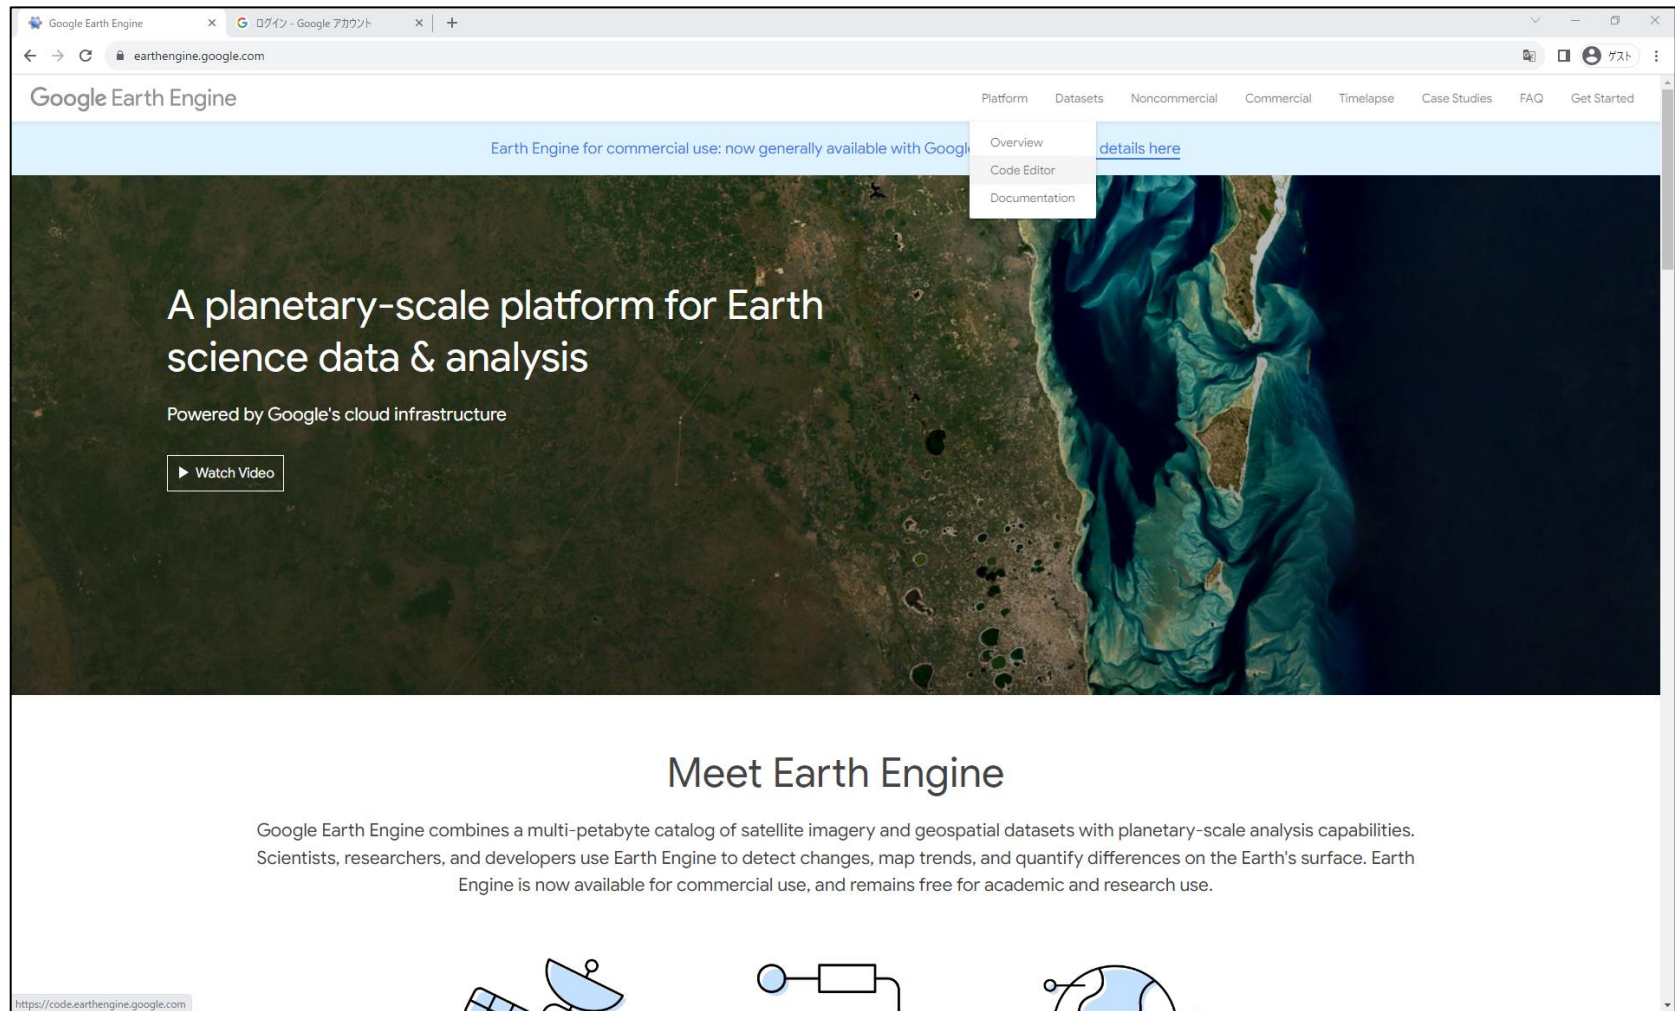 Google Earth Engine
ログイン - Google アカウント
earthengine.google.com
ゲスト
Google Earth Engine
Platform
Datasets
Noncommercial
Commercial
Timelapse
Case Studies
FAQ
Get Started
Overview
Code Editor
Documentation
Earth Engine for commercial use: now generally available with Googl
details here
A planetary-scale platform for Earth
science data & analysis
Powered by Google's cloud infrastructure
Watch Video
Meet Earth Engine
Google Earth Engine combines a multi-petabyte catalog of satellite imagery and geospatial datasets with planetary-scale analysis capabilities.
Scientists, researchers, and developers use Earth Engine to detect changes, map trends, and quantify differences on the Earth's surface. Earth
Engine is now available for commercial use, and remains free for academic and research use.
https://code.earthengine.google.com